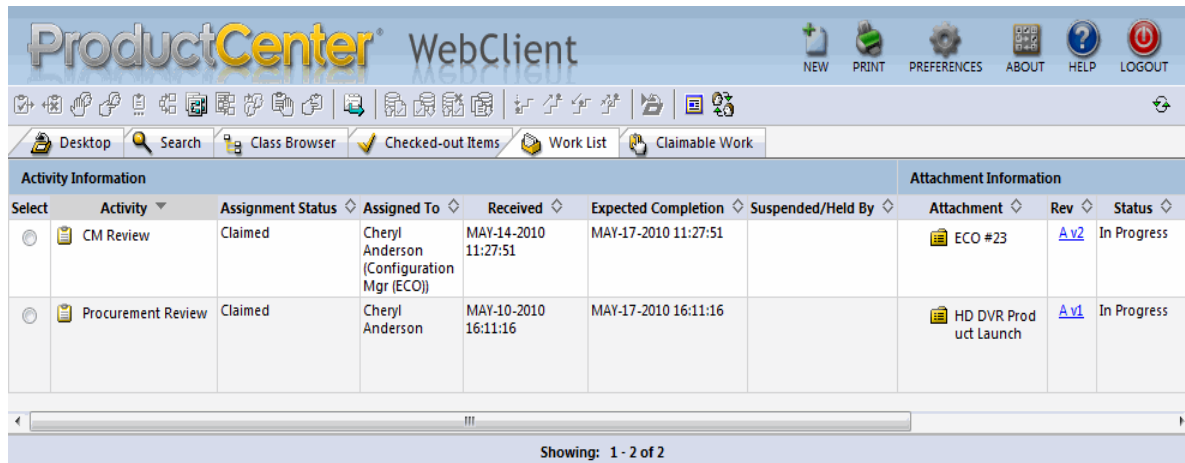 ProductCenter® WebClient
NEW PRINT PREFERENCES ABOUT HELP LOGOUT
Desktop Search Class Browser Checked-out Items Work List Claimable Work
Activity Information Attachment Information
Select Activity Assignment Status Assigned To Received Expected Completion Suspended/Held By Attachment Rev Status
CM Review Claimed Cheryl MAY-14-2010 MAY-17-2010 11:27:51 ECO #23 A v2 In Progress
Anderson 11:27:51
(Configuration
Mgr (ECO))
Procurement Review Claimed Cheryl MAY-10-2010 MAY-17-2010 16:11:16 HD DVR Prod A v1 In Progress
Anderson 16:11:16 uct Launch
Showing: 1 - 2 of 2